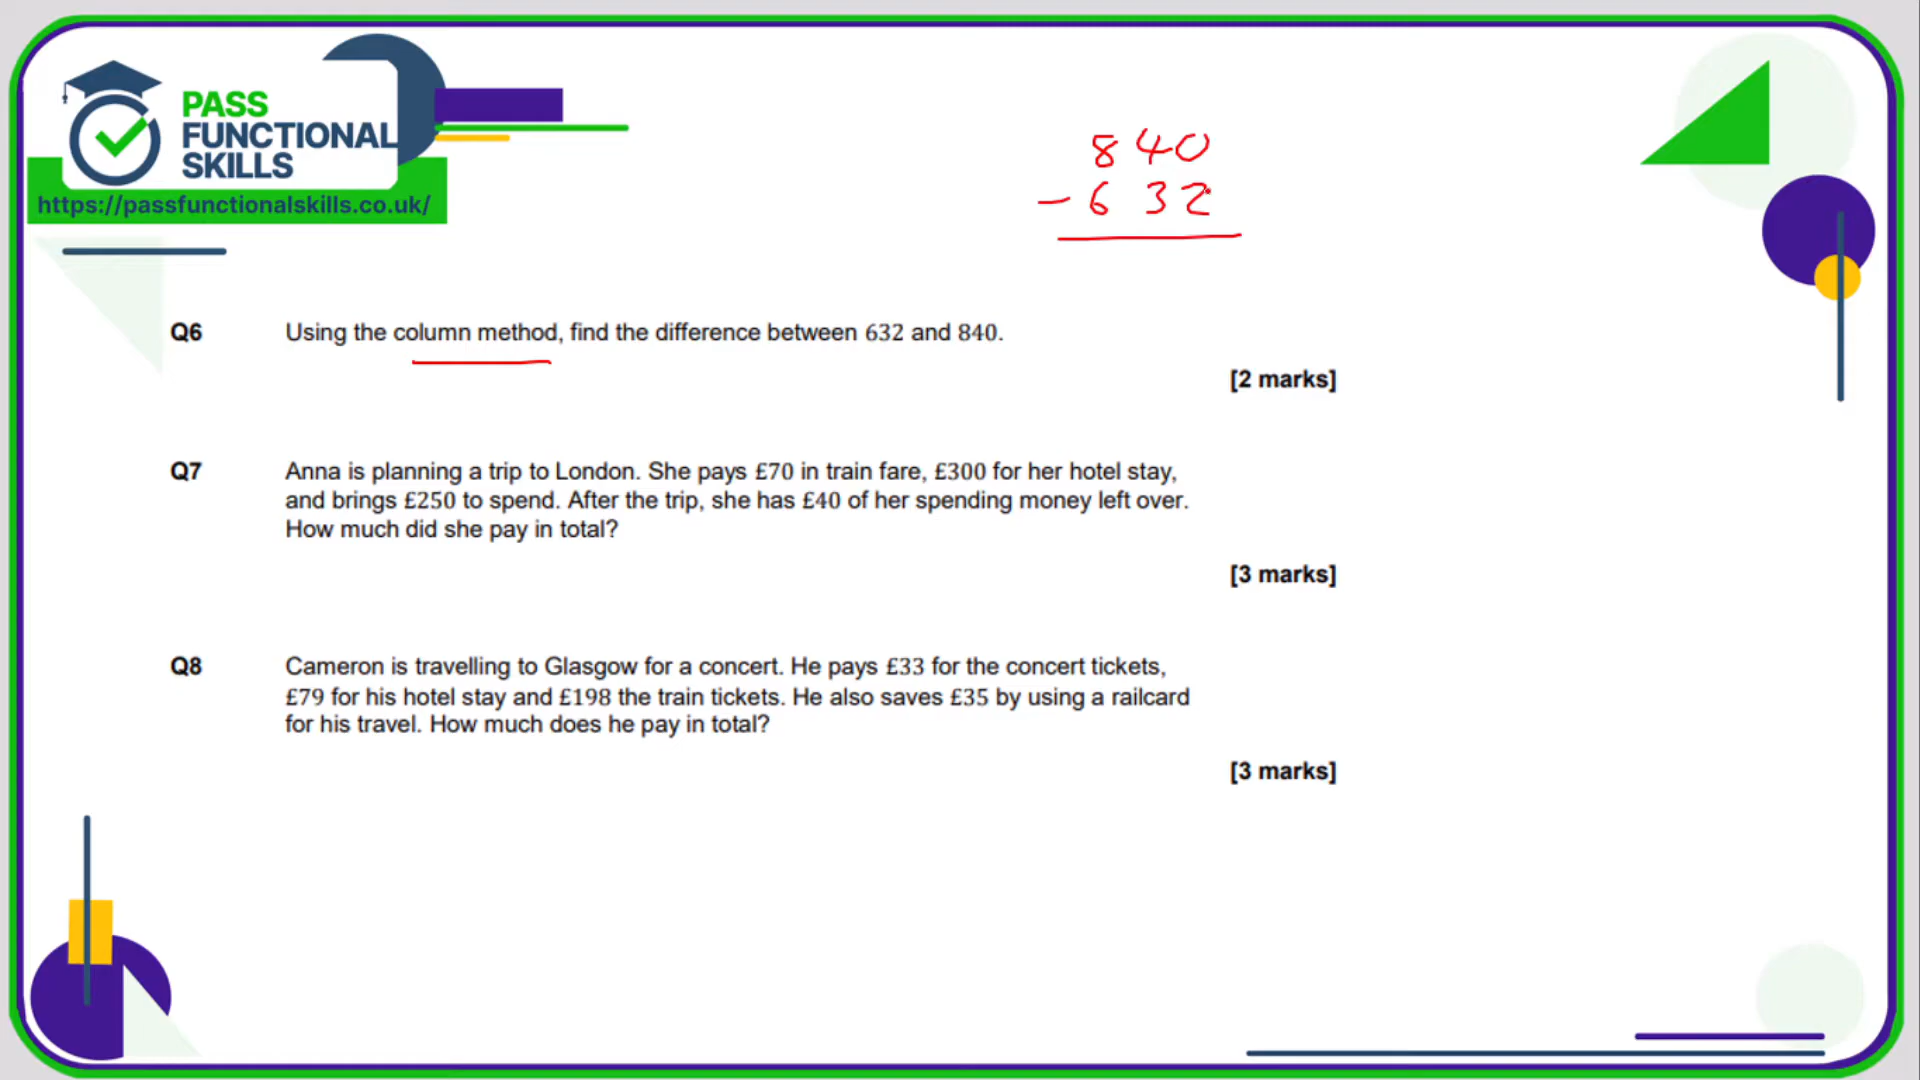 PASS
FUNCTIONAL
SKILLS
https://passfunctionalskills.co.uk/
840
- 632
Q6 Using the column method, find the difference between 632 and 840.
[2 marks]
Q7 Anna is planning a trip to London. She pays £70 in train fare, £300 for her hotel stay,
and brings £250 to spend. After the trip, she has £40 of her spending money left over.
How much did she pay in total?
[3 marks]
Q8 Cameron is travelling to Glasgow for a concert. He pays £33 for the concert tickets,
£79 for his hotel stay and £198 the train tickets. He also saves £35 by using a railcard
for his travel. How much does he pay in total?
[3 marks]